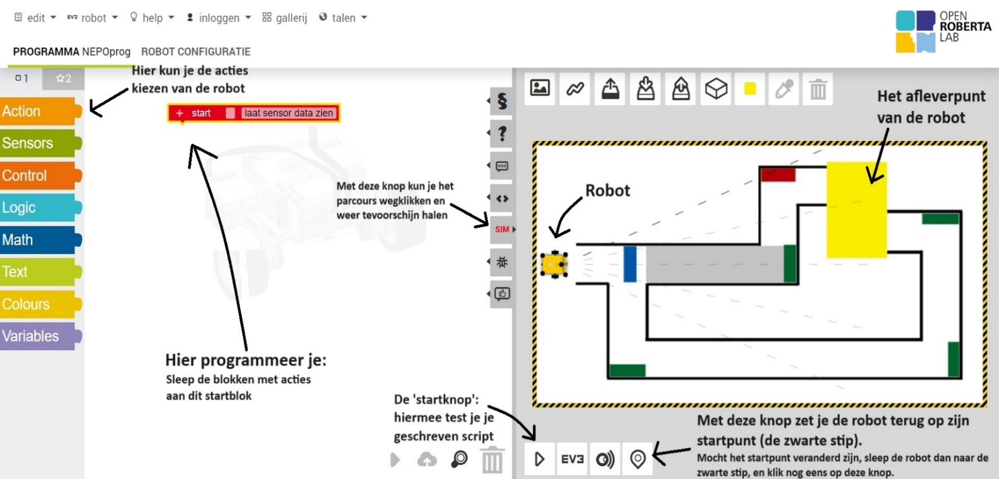 edit EV3 robot help inloggen gallerij talen
OPEN
ROBERTA
LAB
PROGRAMMA NEPOprog ROBOT CONFIGURATIE
1 2
Hier kun je de acties
kiezen van de robot
Action
Sensors
Control
Logic
Math
Text
Colours
Variables
+ start laat sensor data zien
Met deze knop kun je het
parcours wegklikken en
weer tevoorschijn halen
Hier programmeer je:
Sleep de blokken met acties
aan dit startblok
De 'startknop':
hiermee test je je
geschreven script
§
?
SIM
Het afleverpunt
van de robot
Robot
EV3
Met deze knop zet je de robot terug op zijn
startpunt (de zwarte stip).
Mocht het startpunt veranderd zijn, sleep de robot dan naar de
zwarte stip, en klik nog eens op deze knop.